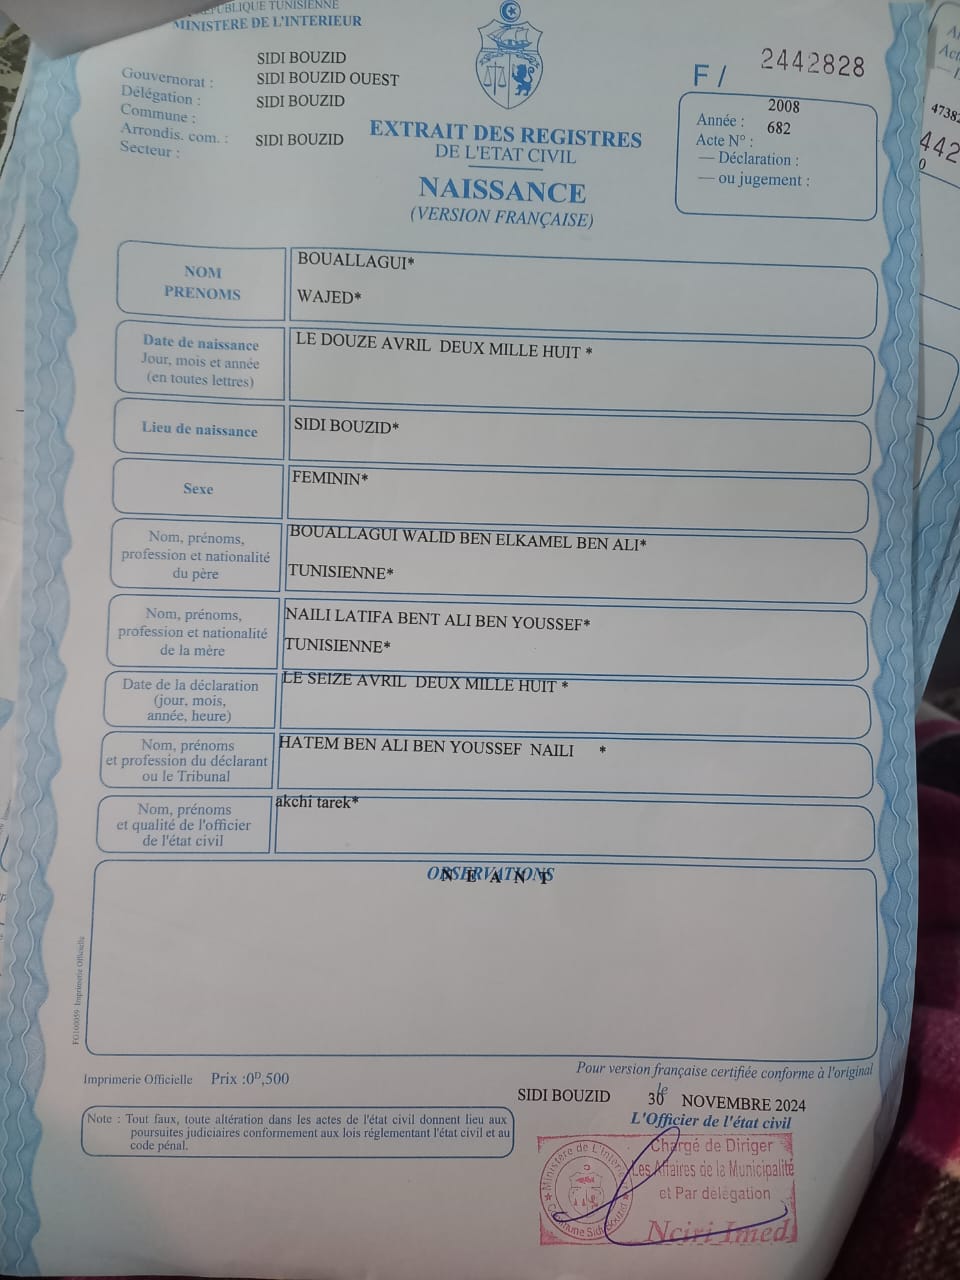 RÉPUBLIQUE TUNISIENNE
MINISTERE DE L'INTERIEUR
Gouvernorat : SIDI BOUZID
Délégation : SIDI BOUZID OUEST
Commune : SIDI BOUZID
Arrondis. com. :
Secteur : SIDI BOUZID
EXTRAIT DES REGISTRES
DE L'ETAT CIVIL
NAISSANCE
(VERSION FRANÇAISE)
F / 2442828
Année : 2008
Acte N° : 682
— Déclaration :
— ou jugement :
NOM
PRENOMS
BOUALLAGUI*
WAJED*
Date de naissance
Jour, mois et année
(en toutes lettres)
LE DOUZE AVRIL DEUX MILLE HUIT *
Lieu de naissance
SIDI BOUZID*
Sexe
FEMININ*
Nom, prénoms,
profession et nationalité
du père
BOUALLAGUI WALID BEN ELKAMEL BEN ALI*
TUNISIENNE*
Nom, prénoms,
profession et nationalité
de la mère
NAILI LATIFA BENT ALI BEN YOUSSEF*
TUNISIENNE*
Date de la déclaration
(jour, mois,
année, heure)
LE SEIZE AVRIL DEUX MILLE HUIT *
Nom, prénoms
et profession du déclarant
ou le Tribunal
HATEM BEN ALI BEN YOUSSEF NAILI *
Nom, prénoms
et qualité de l'officier
de l'état civil
akchi tarek*
OBSERVATIONS
N E A N T
FG100059 Imprimerie Officielle
Imprimerie Officielle Prix :0ᴰ,500
Note : Tout faux, toute altération dans les actes de l'état civil donnent lieu aux
poursuites judiciaires conformement aux lois réglementant l'état civil et au
code pénal.
Pour version française certifiée conforme à l'original
SIDI BOUZID le 30 NOVEMBRE 2024
L'Officier de l'état civil
Chargé de Diriger
Les Affaires de la Municipalité
et Par délégation
Nciri Imed
Ministère de L'Intérieur
Commune Sidi Bouzid